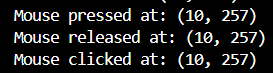 Mouse pressed at: (10, 257)
Mouse released at: (10, 257)
Mouse clicked at: (10, 257)